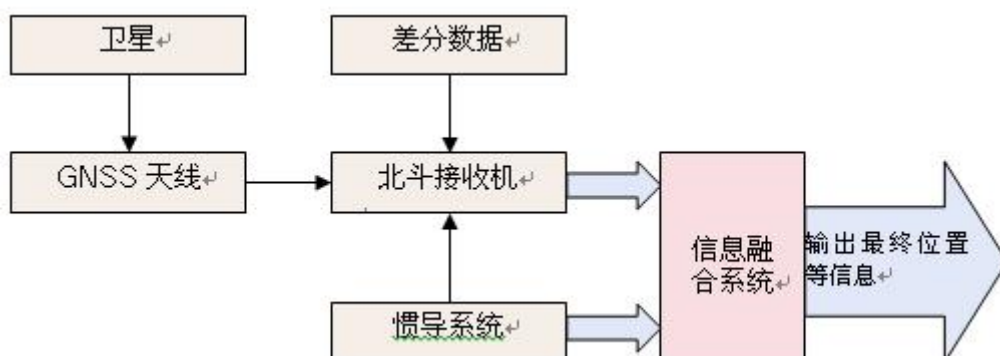 卫星
差分数据
GNSS 天线
北斗接收机
信息融
合系统
输出最终位置
等信息
惯导系统